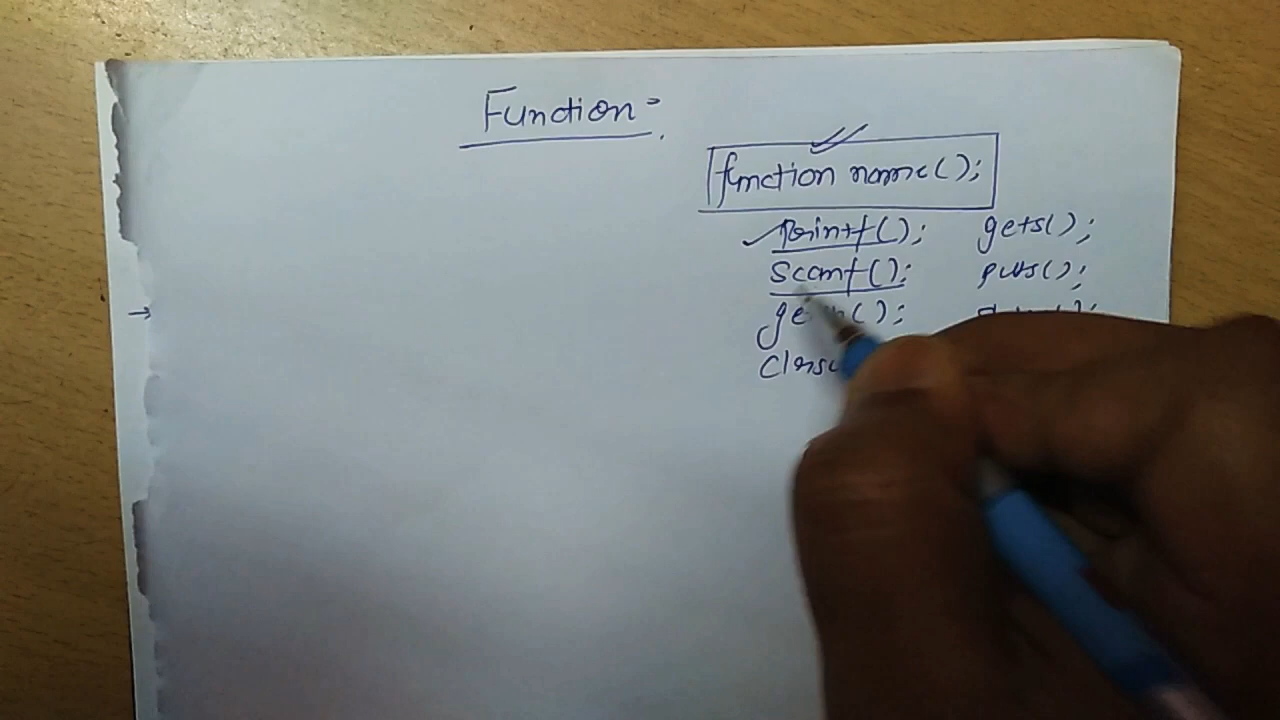 Function:
function name();
printf(); gets();
scanf(); puts();